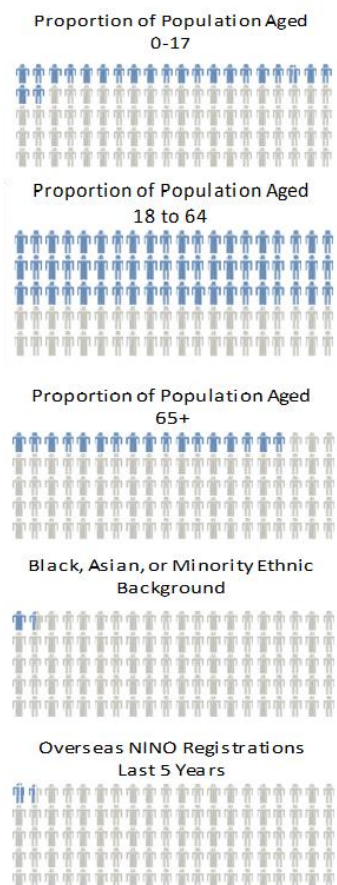 Proportion of Population Aged
0-17
Proportion of Population Aged
18 to 64
Proportion of Population Aged
65+
Black, Asian, or Minority Ethnic
Background
Overseas NINO Registrations
Last 5 Years